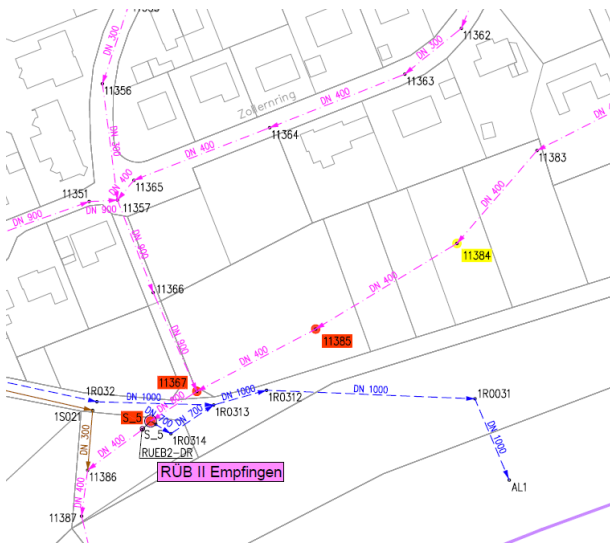 DN 300
11362
DN 300
11356
11363
DN 400
Zollernring
DN 300
11364
DN 400
11383
11365
DN 400
11351
DN 900
11357
DN 900
DN 400
DN 900
11384
11366
DN 400
DN 900
11385
DN 400
11367
1R032
DN 1000
DN 1000
1R0312
DN 1000
1R0031
1S021
S_5
DN 700
1R0313
S_5
1R0314
DN 300
DN 400
RUEB2-DR
DN 1000
11386
RÜB II Empfingen
AL1
DN 400
11387